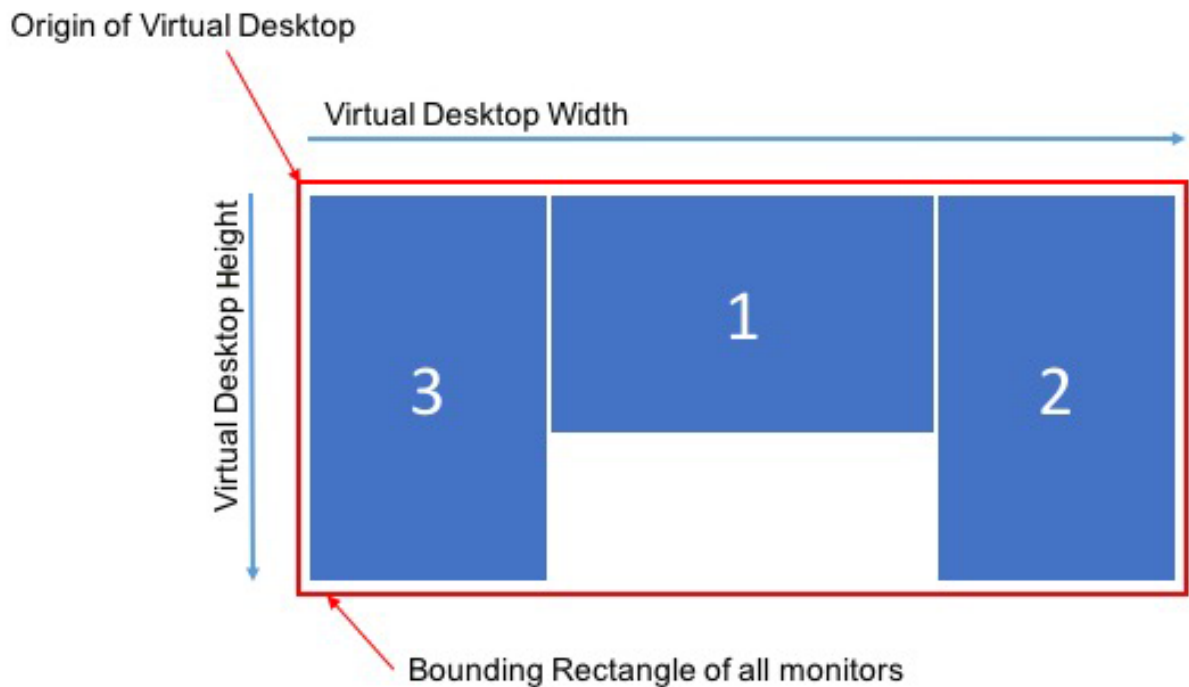 Origin of Virtual Desktop
Virtual Desktop Width
Virtual Desktop Height
3
1
2
Bounding Rectangle of all monitors